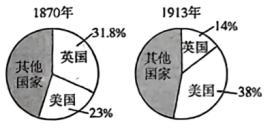 1870年
31.8%
英国
其他
国家
美国
23%
1913年
14%
英国
其他
国家
美国
38%